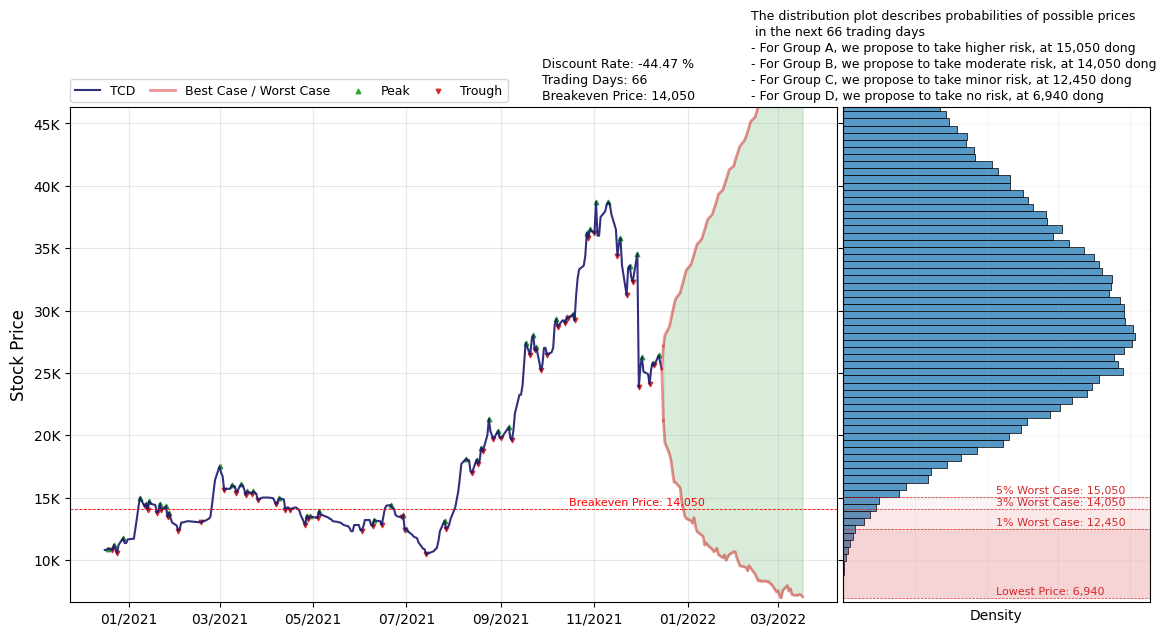 The distribution plot describes probabilities of possible prices
in the next 66 trading days
- For Group A, we propose to take higher risk, at 15,050 dong
- For Group B, we propose to take moderate risk, at 14,050 dong
- For Group C, we propose to take minor risk, at 12,450 dong
- For Group D, we propose to take no risk, at 6,940 dong
Discount Rate: -44.47 %
Trading Days: 66
Breakeven Price: 14,050
TCD
Best Case / Worst Case
Peak
Trough
Stock Price
45K
40K
35K
30K
25K
20K
15K
10K
Breakeven Price: 14,050
5% Worst Case: 15,050
3% Worst Case: 14,050
1% Worst Case: 12,450
Lowest Price: 6,940
01/2021
03/2021
05/2021
07/2021
09/2021
11/2021
01/2022
03/2022
Density